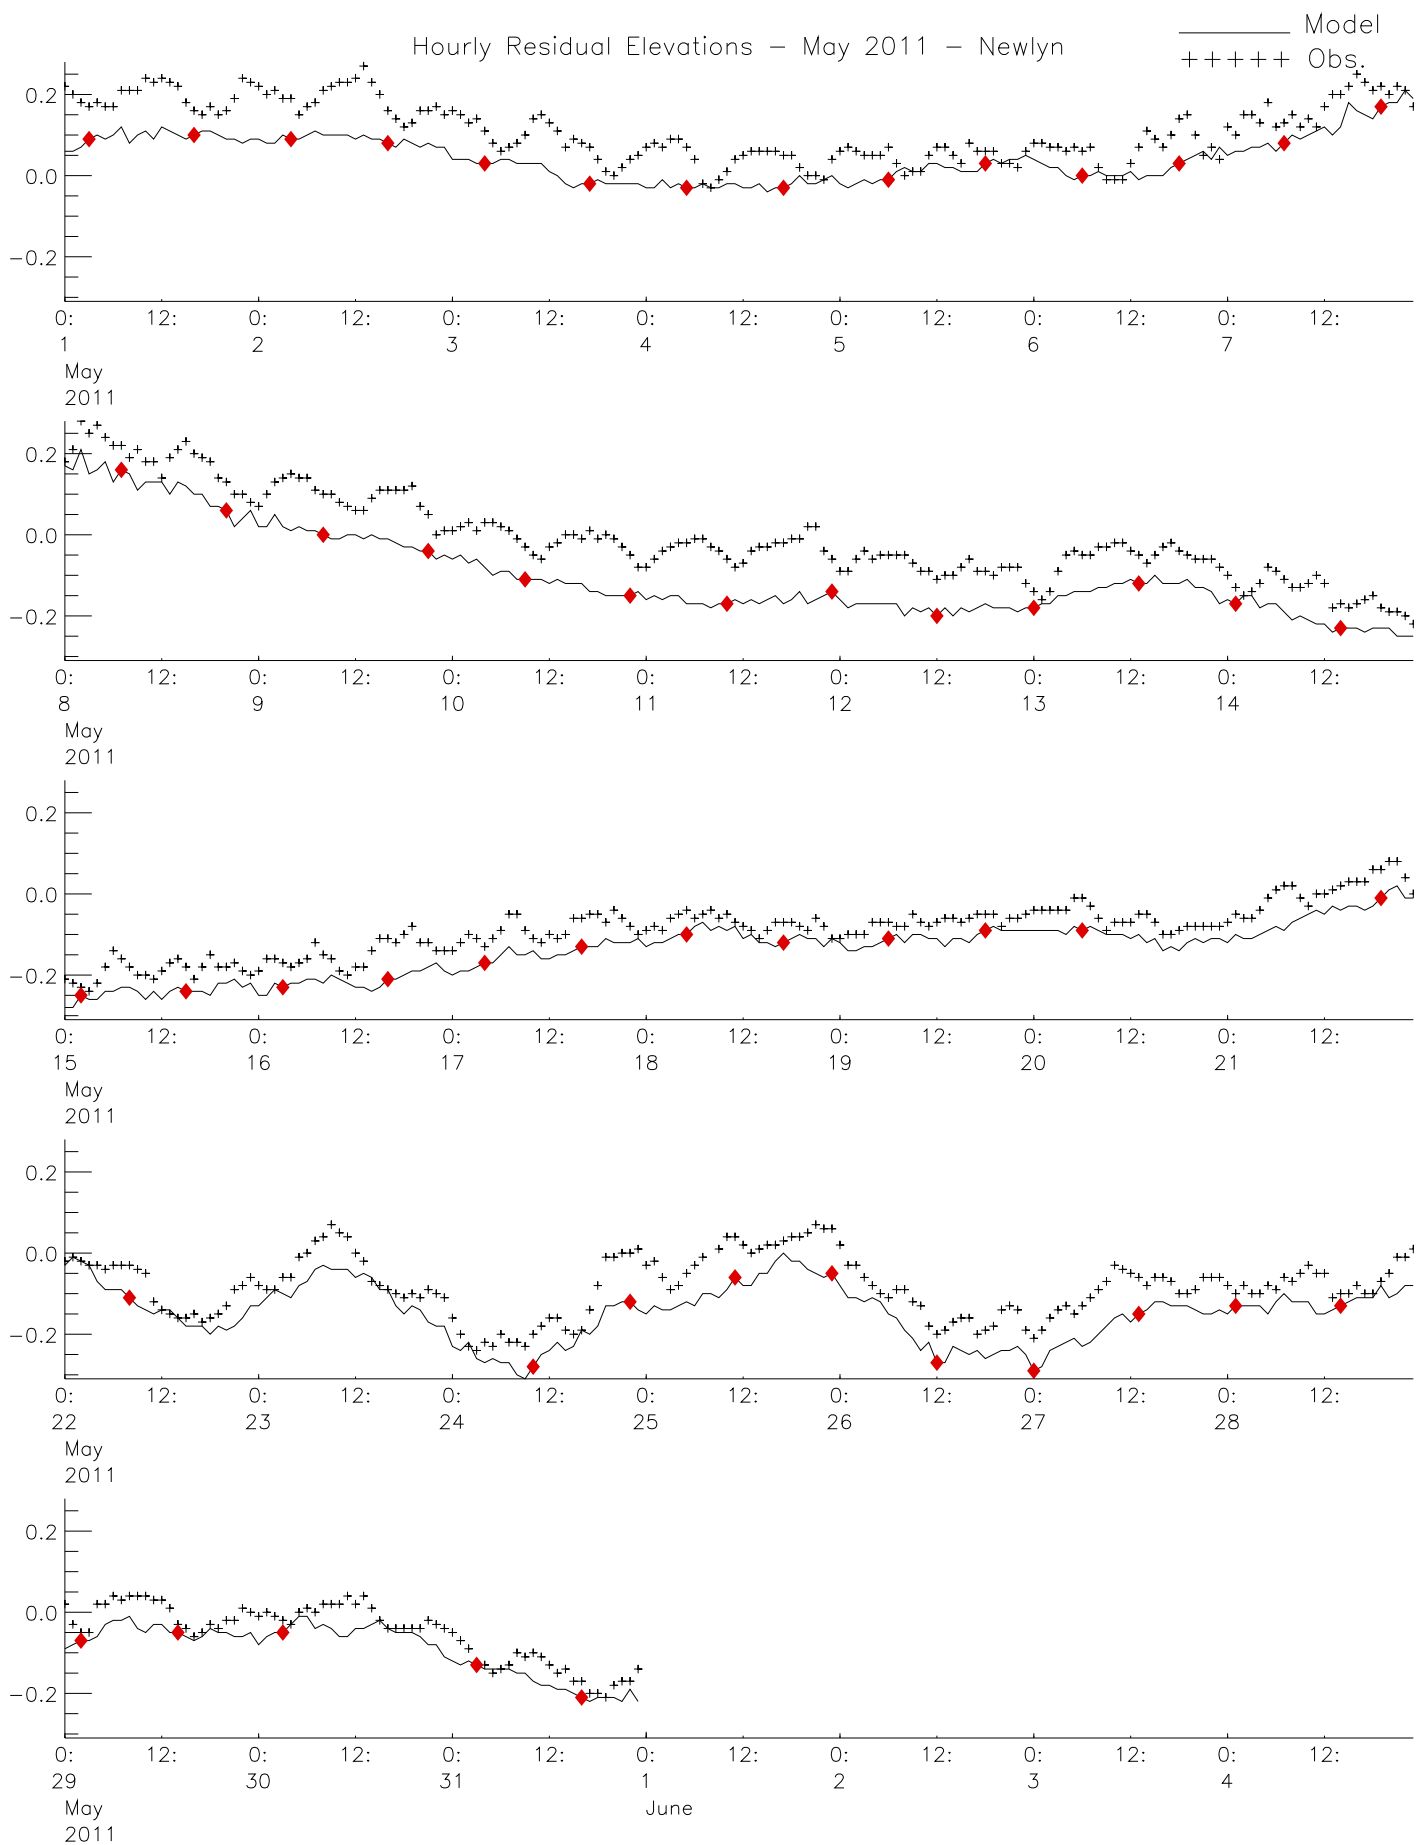 Hourly Residual Elevations − May 2011 − Newlyn
Model
+++++ Obs.
0.2
0.0
−0.2
0: 12: 0: 12: 0: 12: 0: 12: 0: 12: 0: 12: 0: 12:
1 2 3 4 5 6 7
May
2011
0.2
0.0
−0.2
0: 12: 0: 12: 0: 12: 0: 12: 0: 12: 0: 12: 0: 12:
8 9 10 11 12 13 14
May
2011
0.2
0.0
−0.2
0: 12: 0: 12: 0: 12: 0: 12: 0: 12: 0: 12: 0: 12:
15 16 17 18 19 20 21
May
2011
0.2
0.0
−0.2
0: 12: 0: 12: 0: 12: 0: 12: 0: 12: 0: 12: 0: 12:
22 23 24 25 26 27 28
May
2011
0.2
0.0
−0.2
0: 12: 0: 12: 0: 12: 0: 12: 0: 12: 0: 12: 0: 12:
29 30 31 1 2 3 4
May June
2011